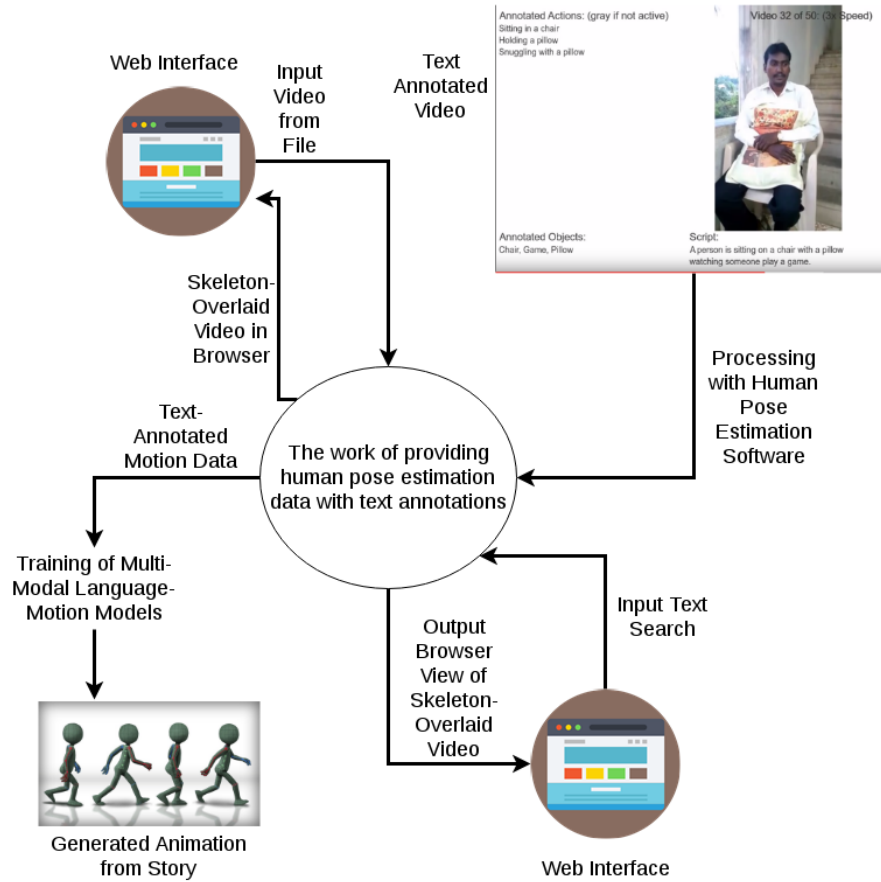 Annotated Actions: (gray if not active)
Video 32 of 50: (3x Speed)
Sitting in a chair
Holding a pillow
Snuggling with a pillow
Web Interface
Input
Video
from
File
Text
Annotated
Video
Annotated Objects:
Chair, Game, Pillow
Script:
A person is sitting on a chair with a pillow
watching someone play a game.
Skeleton-
Overlaid
Video in
Browser
Processing
with Human
Pose
Estimation
Software
Text-
Annotated
Motion Data
The work of providing
human pose estimation
data with text annotations
Training of Multi-
Modal Language-
Motion Models
Input Text
Search
Output
Browser
View of
Skeleton-
Overlaid
Video
Generated Animation
from Story
Web Interface